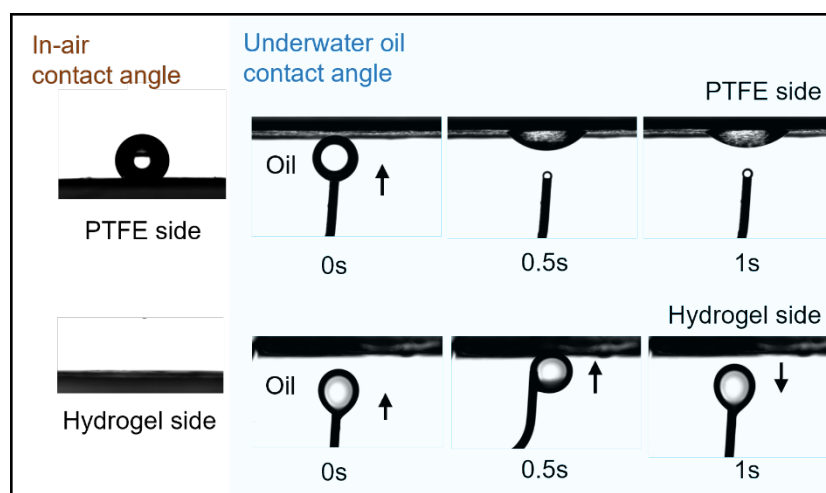 In-air
contact angle
PTFE side
Hydrogel side
Underwater oil
contact angle
PTFE side
Oil
0s
0.5s
1s
Hydrogel side
Oil
0s
0.5s
1s